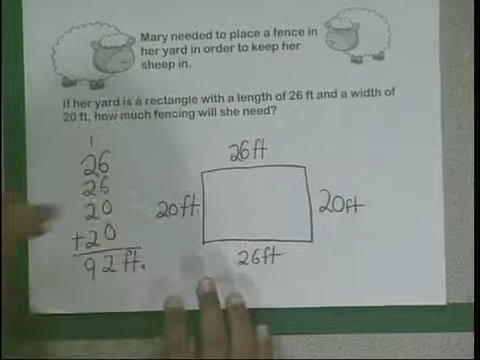 Mary needed to place a fence in
her yard in order to keep her
sheep in.
If her yard is a rectangle with a length of 26 ft and a width of
20 ft, how much fencing will she need?
1
26
26
20
+20
92 ft.
26ft
20ft
20ft
26ft